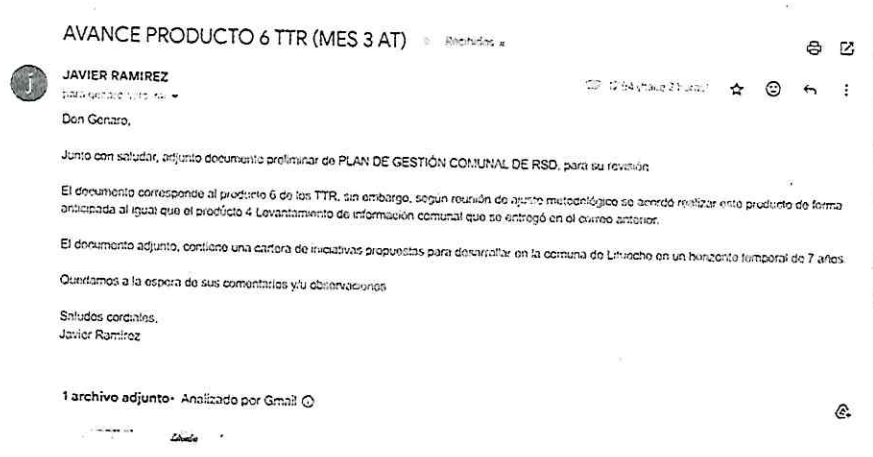 AVANCE PRODUCTO 6 TTR (MES 3 AT) Recibidos x
j
JAVIER RAMIREZ
para
Don Genaro,
Junto con saludar, adjunto documento preliminar de PLAN DE GESTIÓN COMUNAL DE RSD, para su revisión
El documento corresponde al producto 6 de los TTR, sin embargo, según reunión de ajuste metodológico se acordó realizar este producto de forma
anticipada al igual que el producto 4 Levantamiento de información comunal que se entregó en el correo anterior.
El documento adjunto, contiene una cartera de iniciativas propuestas para desarrollar en la comuna de Litueche en un horizonte temporal de 7 años
Quedamos a la espera de sus comentarios y/u observaciones
Saludos cordiales,
Javier Ramirez
1 archivo adjunto• Analizado por Gmail